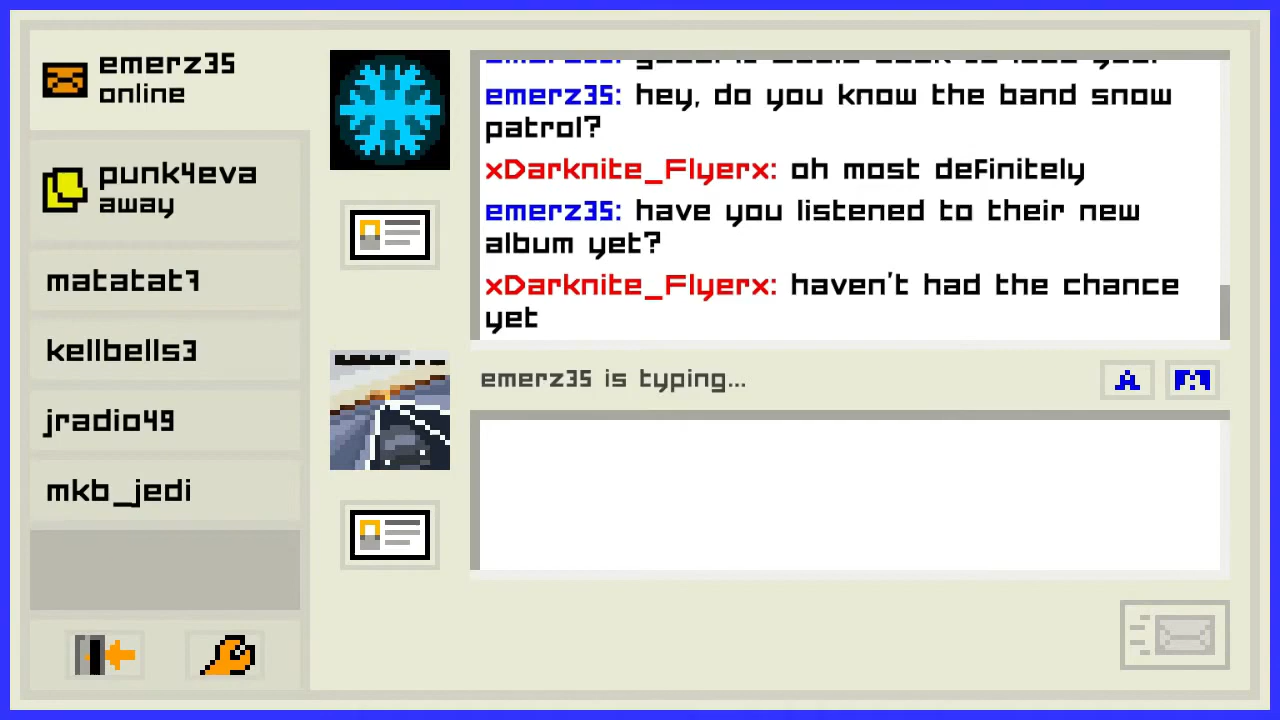 emerz35
online
punk4eva
away
matatat7
kellbells3
jradio49
mkb_jedi
emerz35: hey, do you know the band snow
patrol?
xDarknite_Flyerx: oh most definitely
emerz35: have you listened to their new
album yet?
xDarknite_Flyerx: haven't had the chance
yet
emerz35 is typing...
A